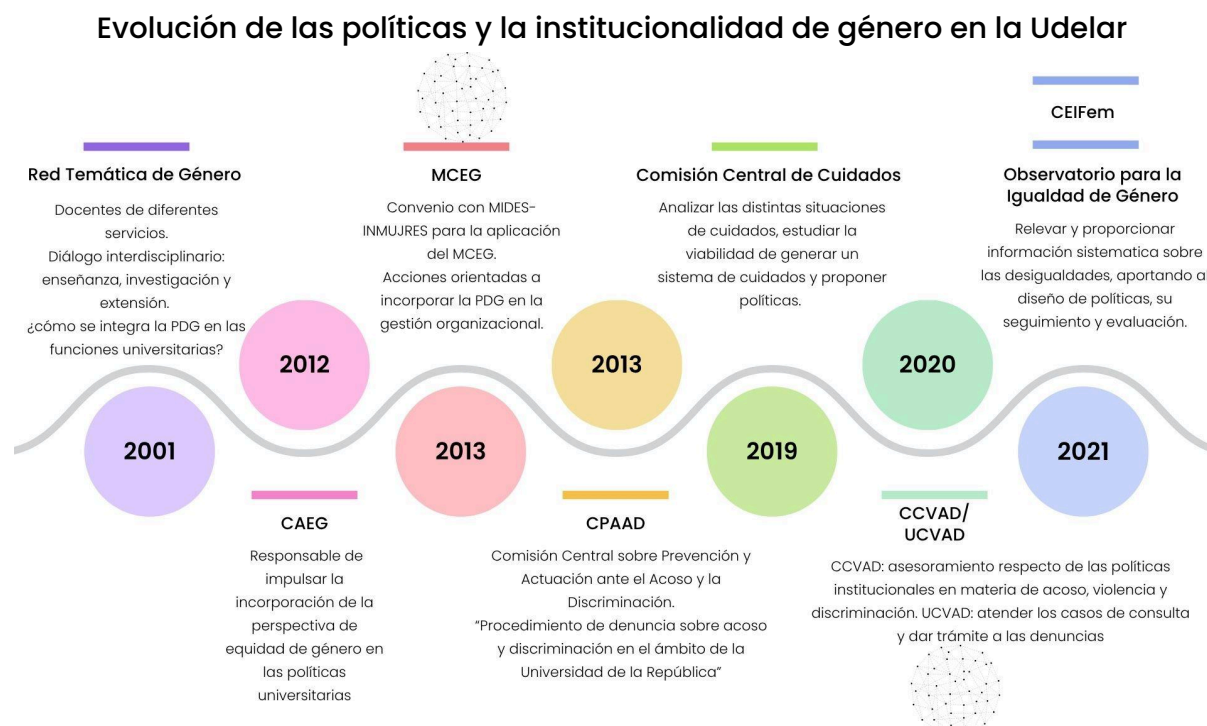 Evolución de las políticas y la institucionalidad de género en la Udelar
Red Temática de Género
Docentes de diferentes
servicios.
Diálogo interdisciplinario:
enseñanza, investigación y
extensión.
¿cómo se integra la PDG en las
funciones universitarias?
2001
2012
CAEG
Responsable de
impulsar la
incorporación de la
perspectiva de
equidad de género en
las políticas
universitarias
MCEG
Convenio con MIDES-
INMUJRES para la aplicación
del MCEG.
Acciones orientadas a
incorporar la PDG en la
gestión organizacional.
2013
2013
CPAAD
Comisión Central sobre Prevención y
Actuación ante el Acoso y la
Discriminación.
"Procedimiento de denuncia sobre acoso
y discriminación en el ámbito de la
Universidad de la República"
Comisión Central de Cuidados
Analizar las distintas situaciones
de cuidados, estudiar la
viabilidad de generar un
sistema de cuidados y proponer
políticas.
2019
2020
CCVAD/
UCVAD
CCVAD: asesoramiento respecto de las políticas
institucionales en materia de acoso, violencia y
discriminación. UCVAD: atender los casos de consulta
y dar trámite a las denuncias
CEIFem
Observatorio para la
Igualdad de Género
Relevar y proporcionar
información sistematica sobre
las desigualdades, aportando al
diseño de políticas, su
seguimiento y evaluación.
2021